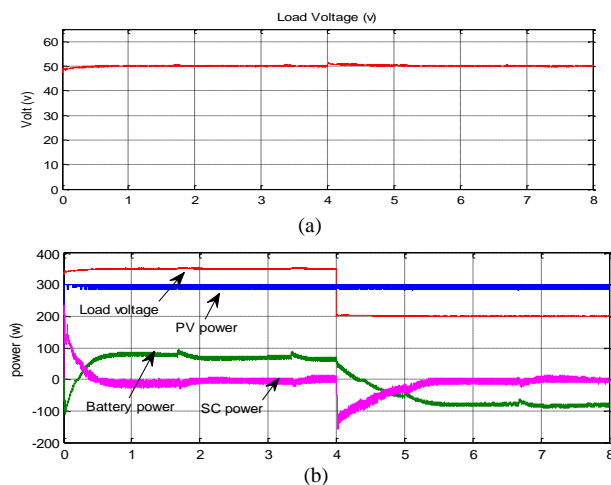 Load Voltage (v)
60
50
40
30
20
10
0
Volt (v)
0 1 2 3 4 5 6 7 8
(a)
400
300
200
100
0
-100
-200
power (w)
Load voltage
PV power
Battery power
SC power
0 1 2 3 4 5 6 7 8
(b)